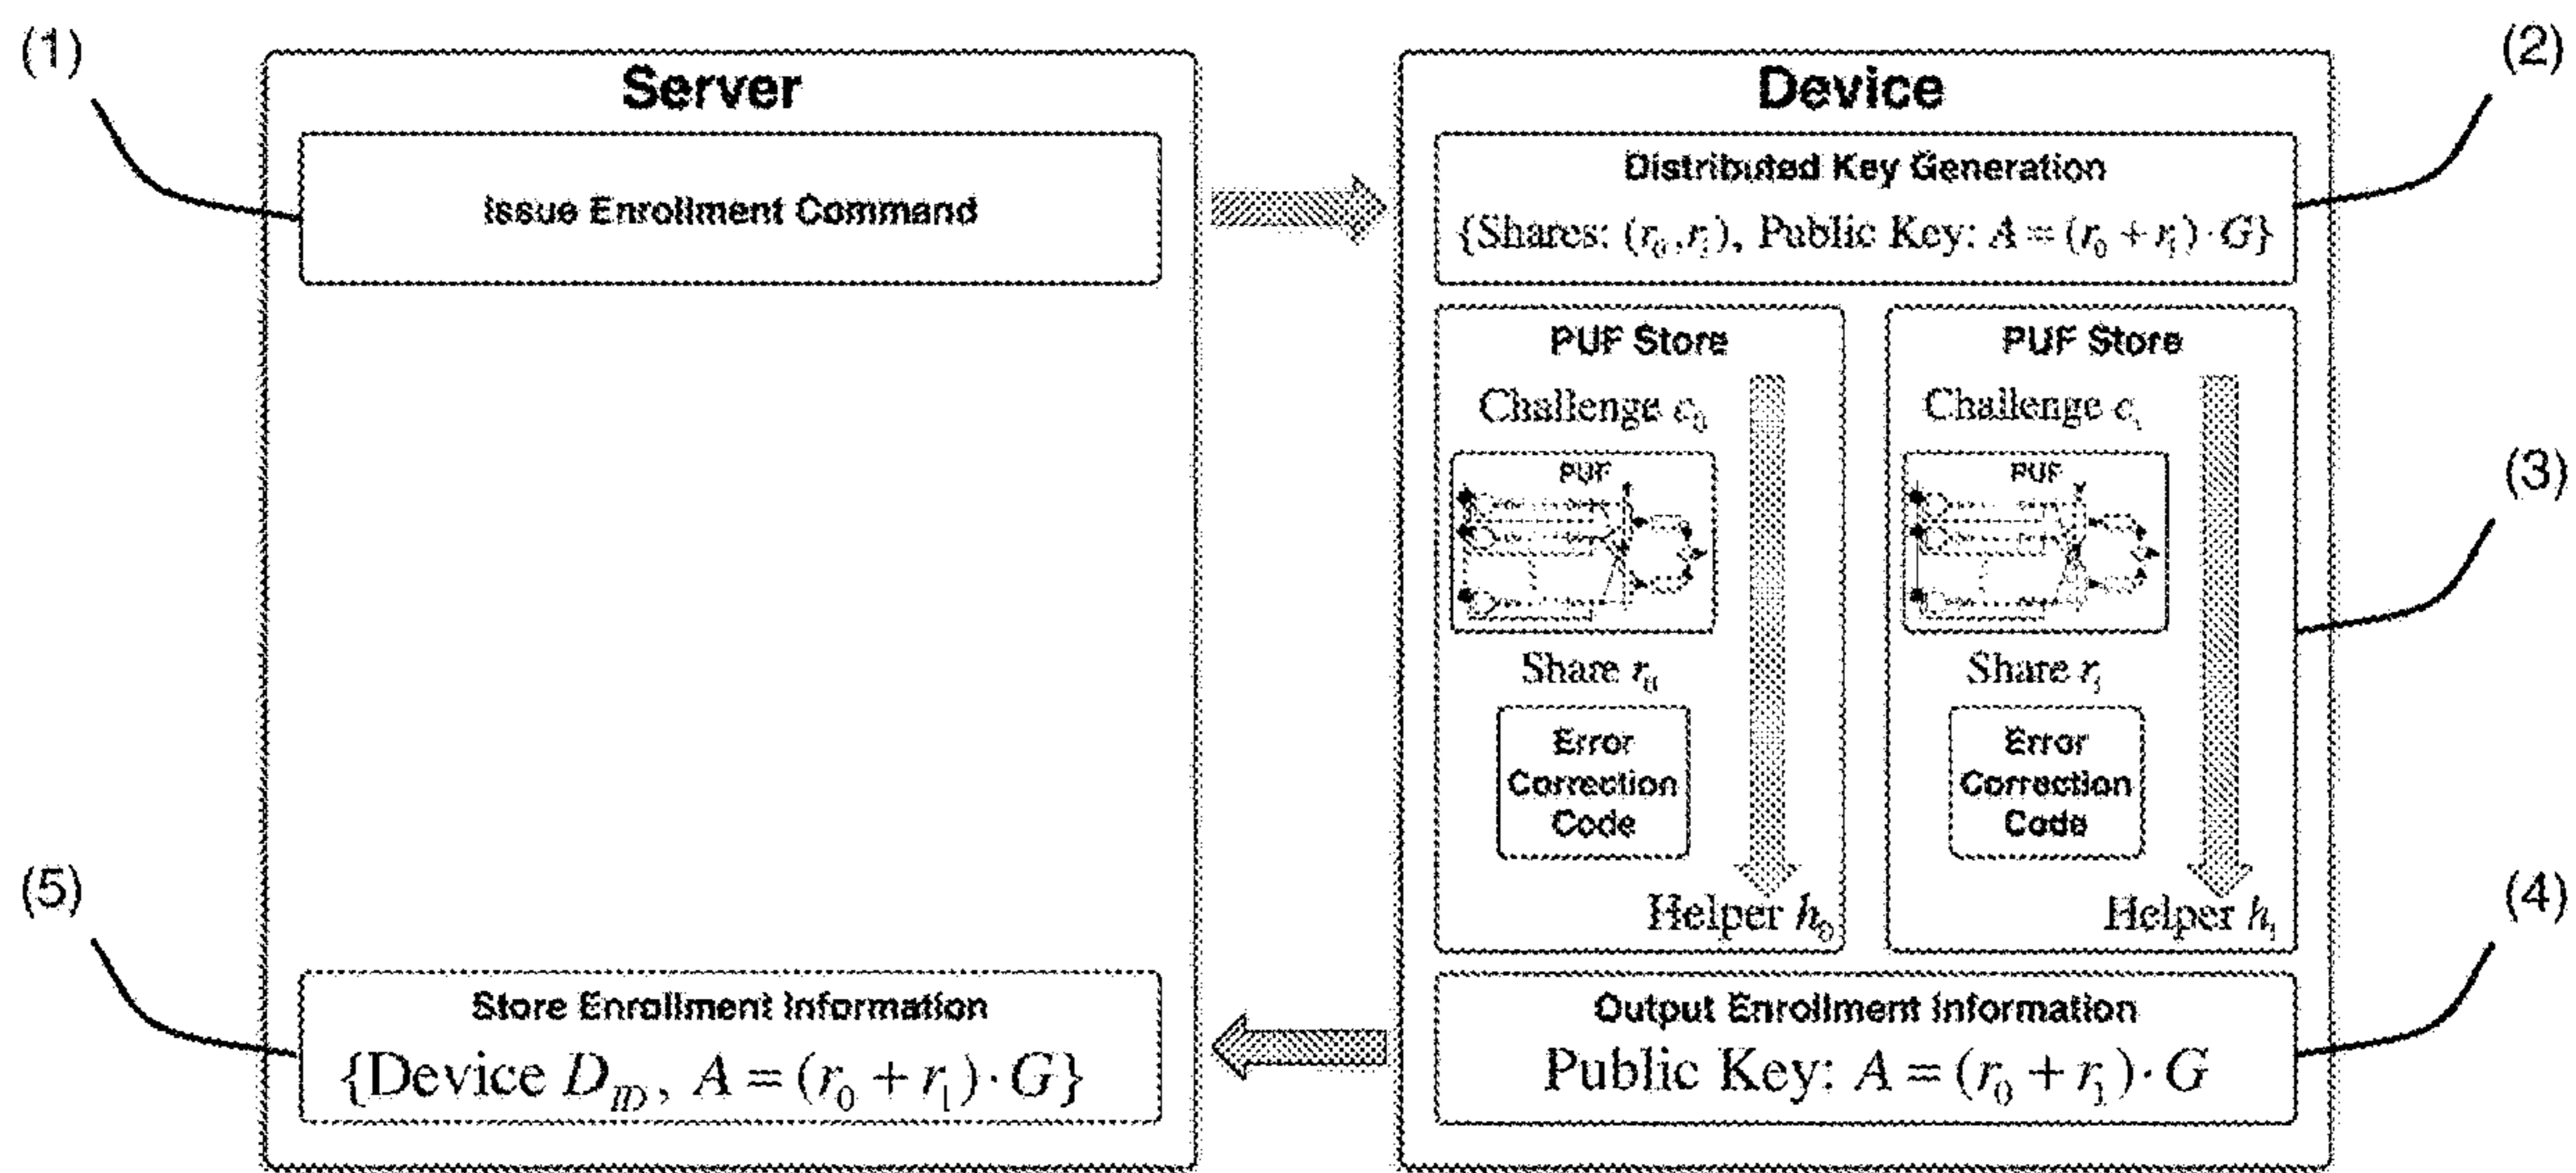 (1)
(2)
Server
Device
Issue Enrollment Command
Distributed Key Generation
{Shares: (r₀,r₁), Public Key: A = (r₀ + r₁) · G}
PUF Store
Challenge c₀
PUF
Share r₀
Error
Correction
Code
Helper h₀
PUF Store
Challenge c₁
PUF
Share r₁
Error
Correction
Code
Helper h₁
(3)
(5)
(4)
Store Enrollment Information
{Device D_ID, A = (r₀ + r₁) · G}
Output Enrollment Information
Public Key: A = (r₀ + r₁) · G